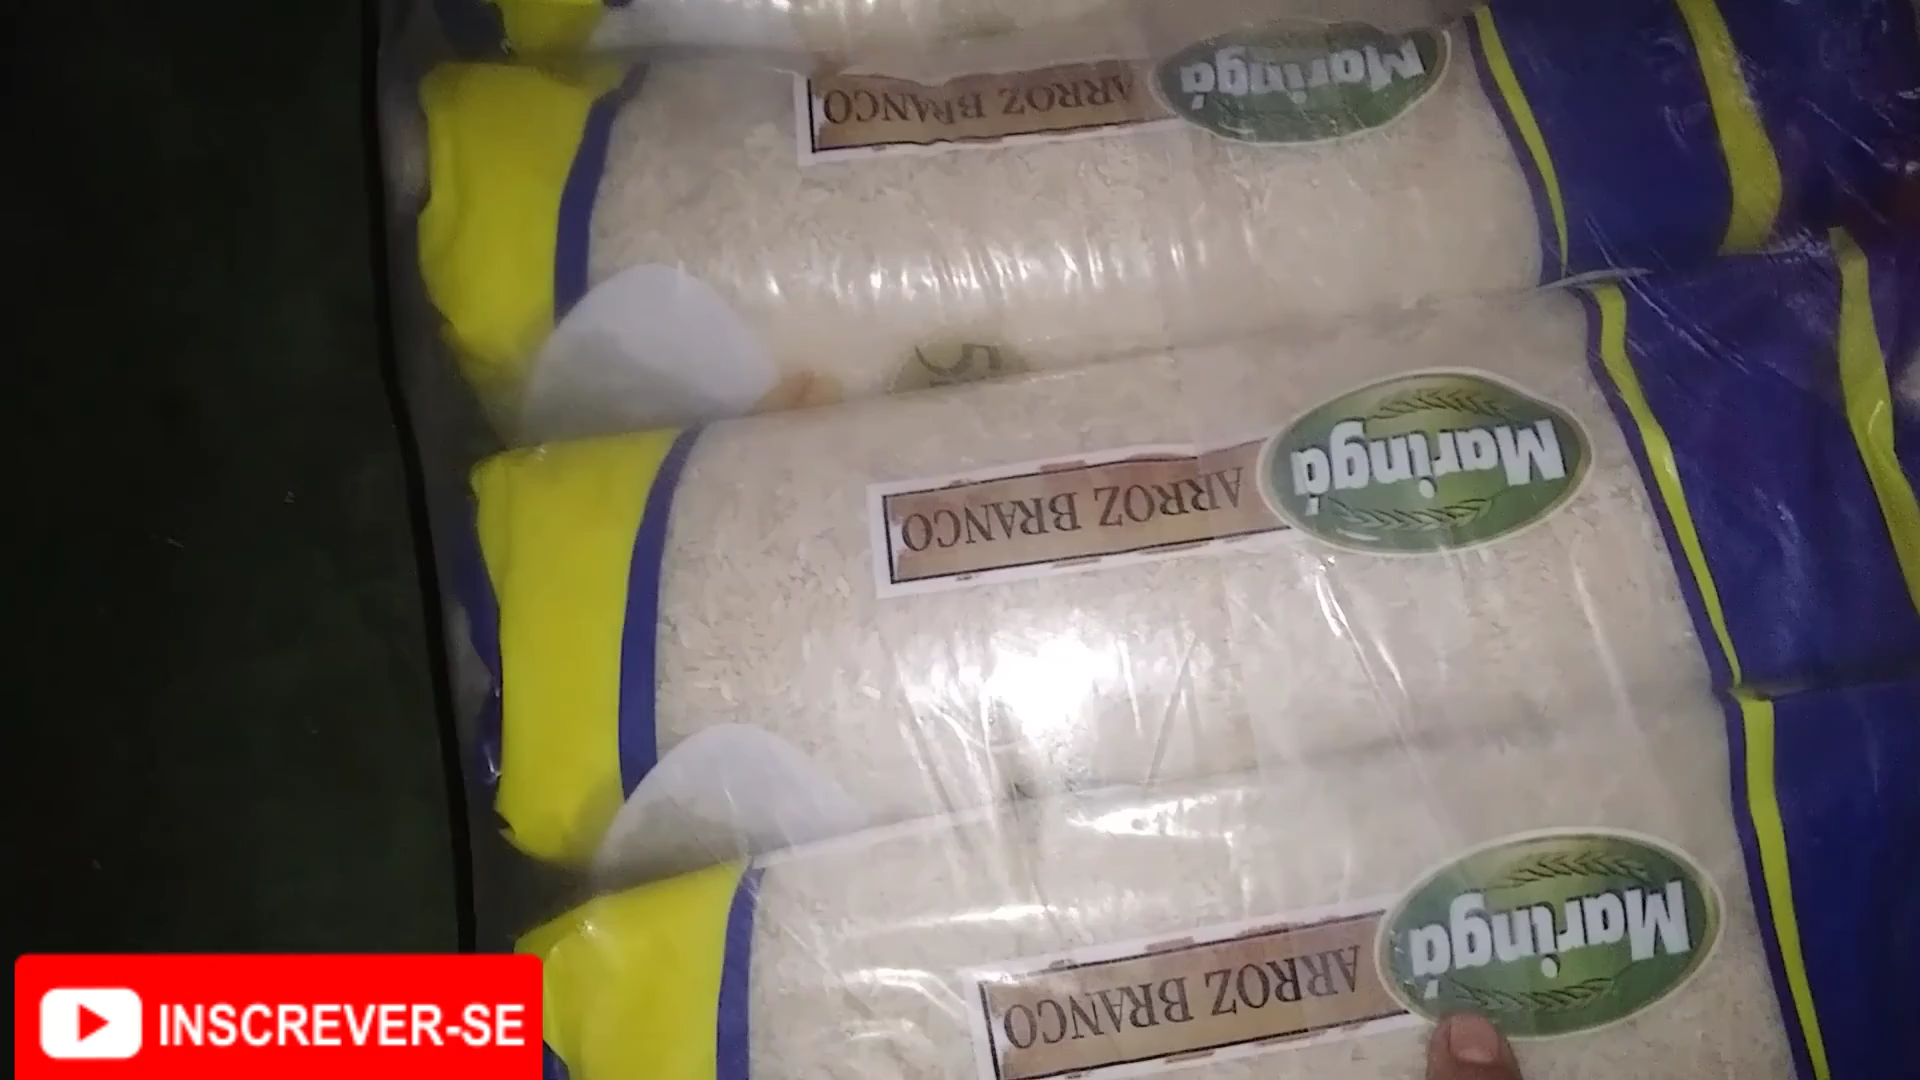 Maringá
ARROZ BRANCO
Maringá
ARROZ BRANCO
Maringá
ARROZ BRANCO
INSCREVER-SE